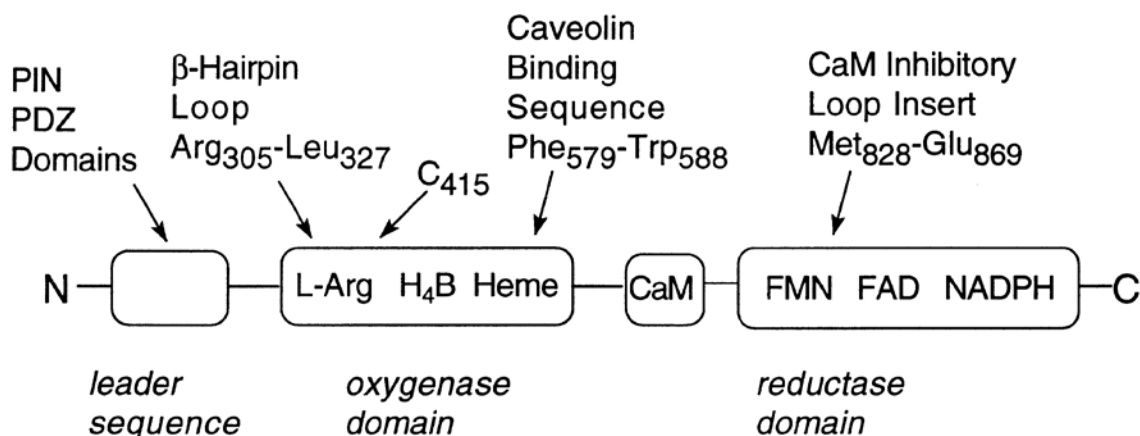 PIN
PDZ
Domains
β-Hairpin
Loop
Arg305-Leu327
C415
Caveolin
Binding
Sequence
Phe579-Trp588
CaM Inhibitory
Loop Insert
Met828-Glu869
N
L-Arg H4B Heme
CaM
FMN FAD NADPH
C
leader
sequence
oxygenase
domain
reductase
domain